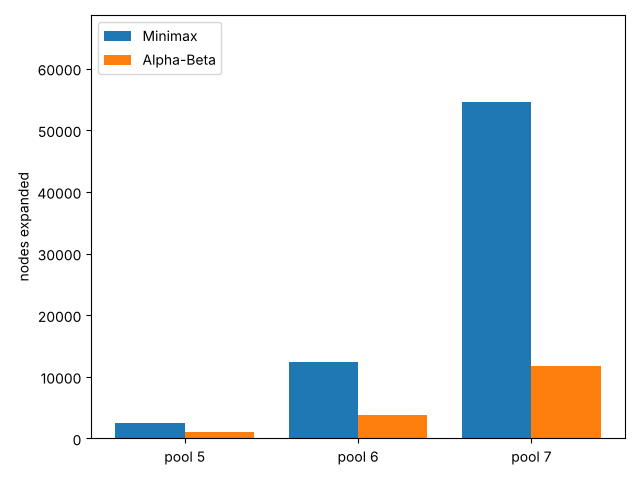 Minimax
Alpha-Beta
nodes expanded
60000
50000
40000
30000
20000
10000
0
pool 5
pool 6
pool 7